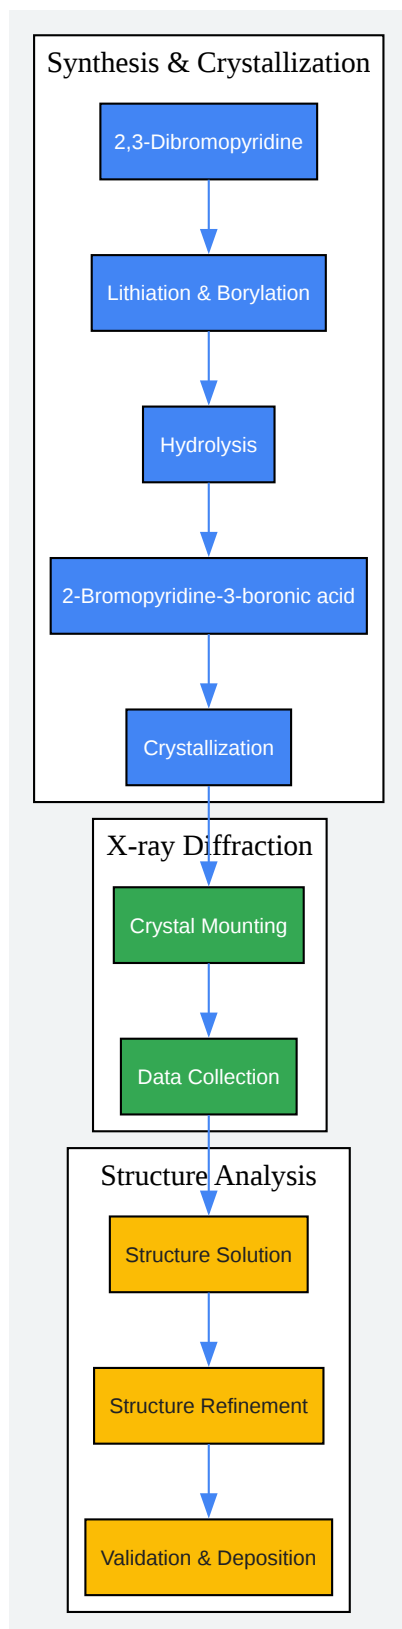 Synthesis & Crystallization
2,3-Dibromopyridine
Lithiation & Borylation
Hydrolysis
2-Bromopyridine-3-boronic acid
Crystallization
X-ray Diffraction
Crystal Mounting
Data Collection
Structure Analysis
Structure Solution
Structure Refinement
Validation & Deposition